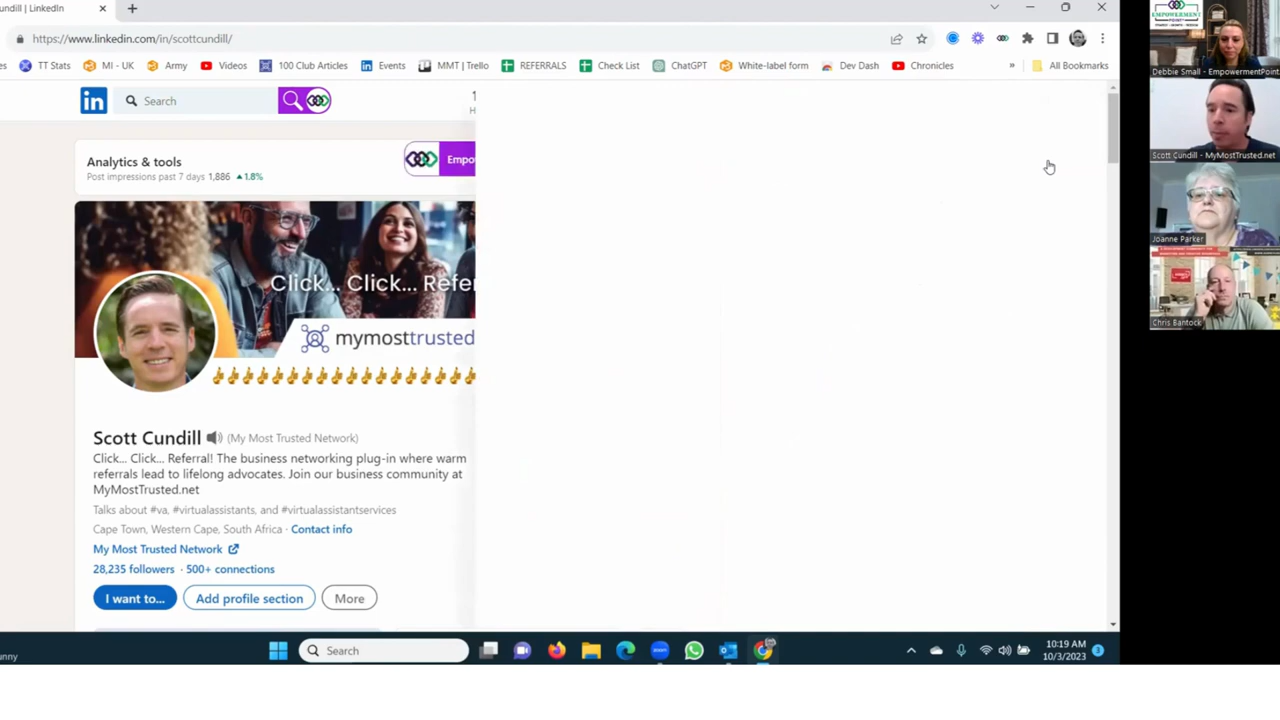 undill | LinkedIn
https://www.linkedin.com/in/scottcundill/
es TT Stats MI - UK Army Videos 100 Club Articles Events MMT | Trello REFERRALS Check List ChatGPT White-label form Dev Dash Chronicles » All Bookmarks
in Search
Analytics & tools
Post impressions past 7 days 1,886 ▲1.8%
Empo
Click... Click... Refer
mymosttrusted
Scott Cundill (My Most Trusted Network)
Click... Click... Referral! The business networking plug-in where warm
referrals lead to lifelong advocates. Join our business community at
MyMostTrusted.net
Talks about #va, #virtualassistants, and #virtualassistantservices
Cape Town, Western Cape, South Africa · Contact info
My Most Trusted Network
28,235 followers · 500+ connections
I want to... Add profile section More
unny
Search
10:19 AM
10/3/2023
3
EMPOWERMENT
Debbie Small - EmpowermentPoint.
Scott Cundill - MyMostTrusted.net
Joanne Parker
Chris Bantock